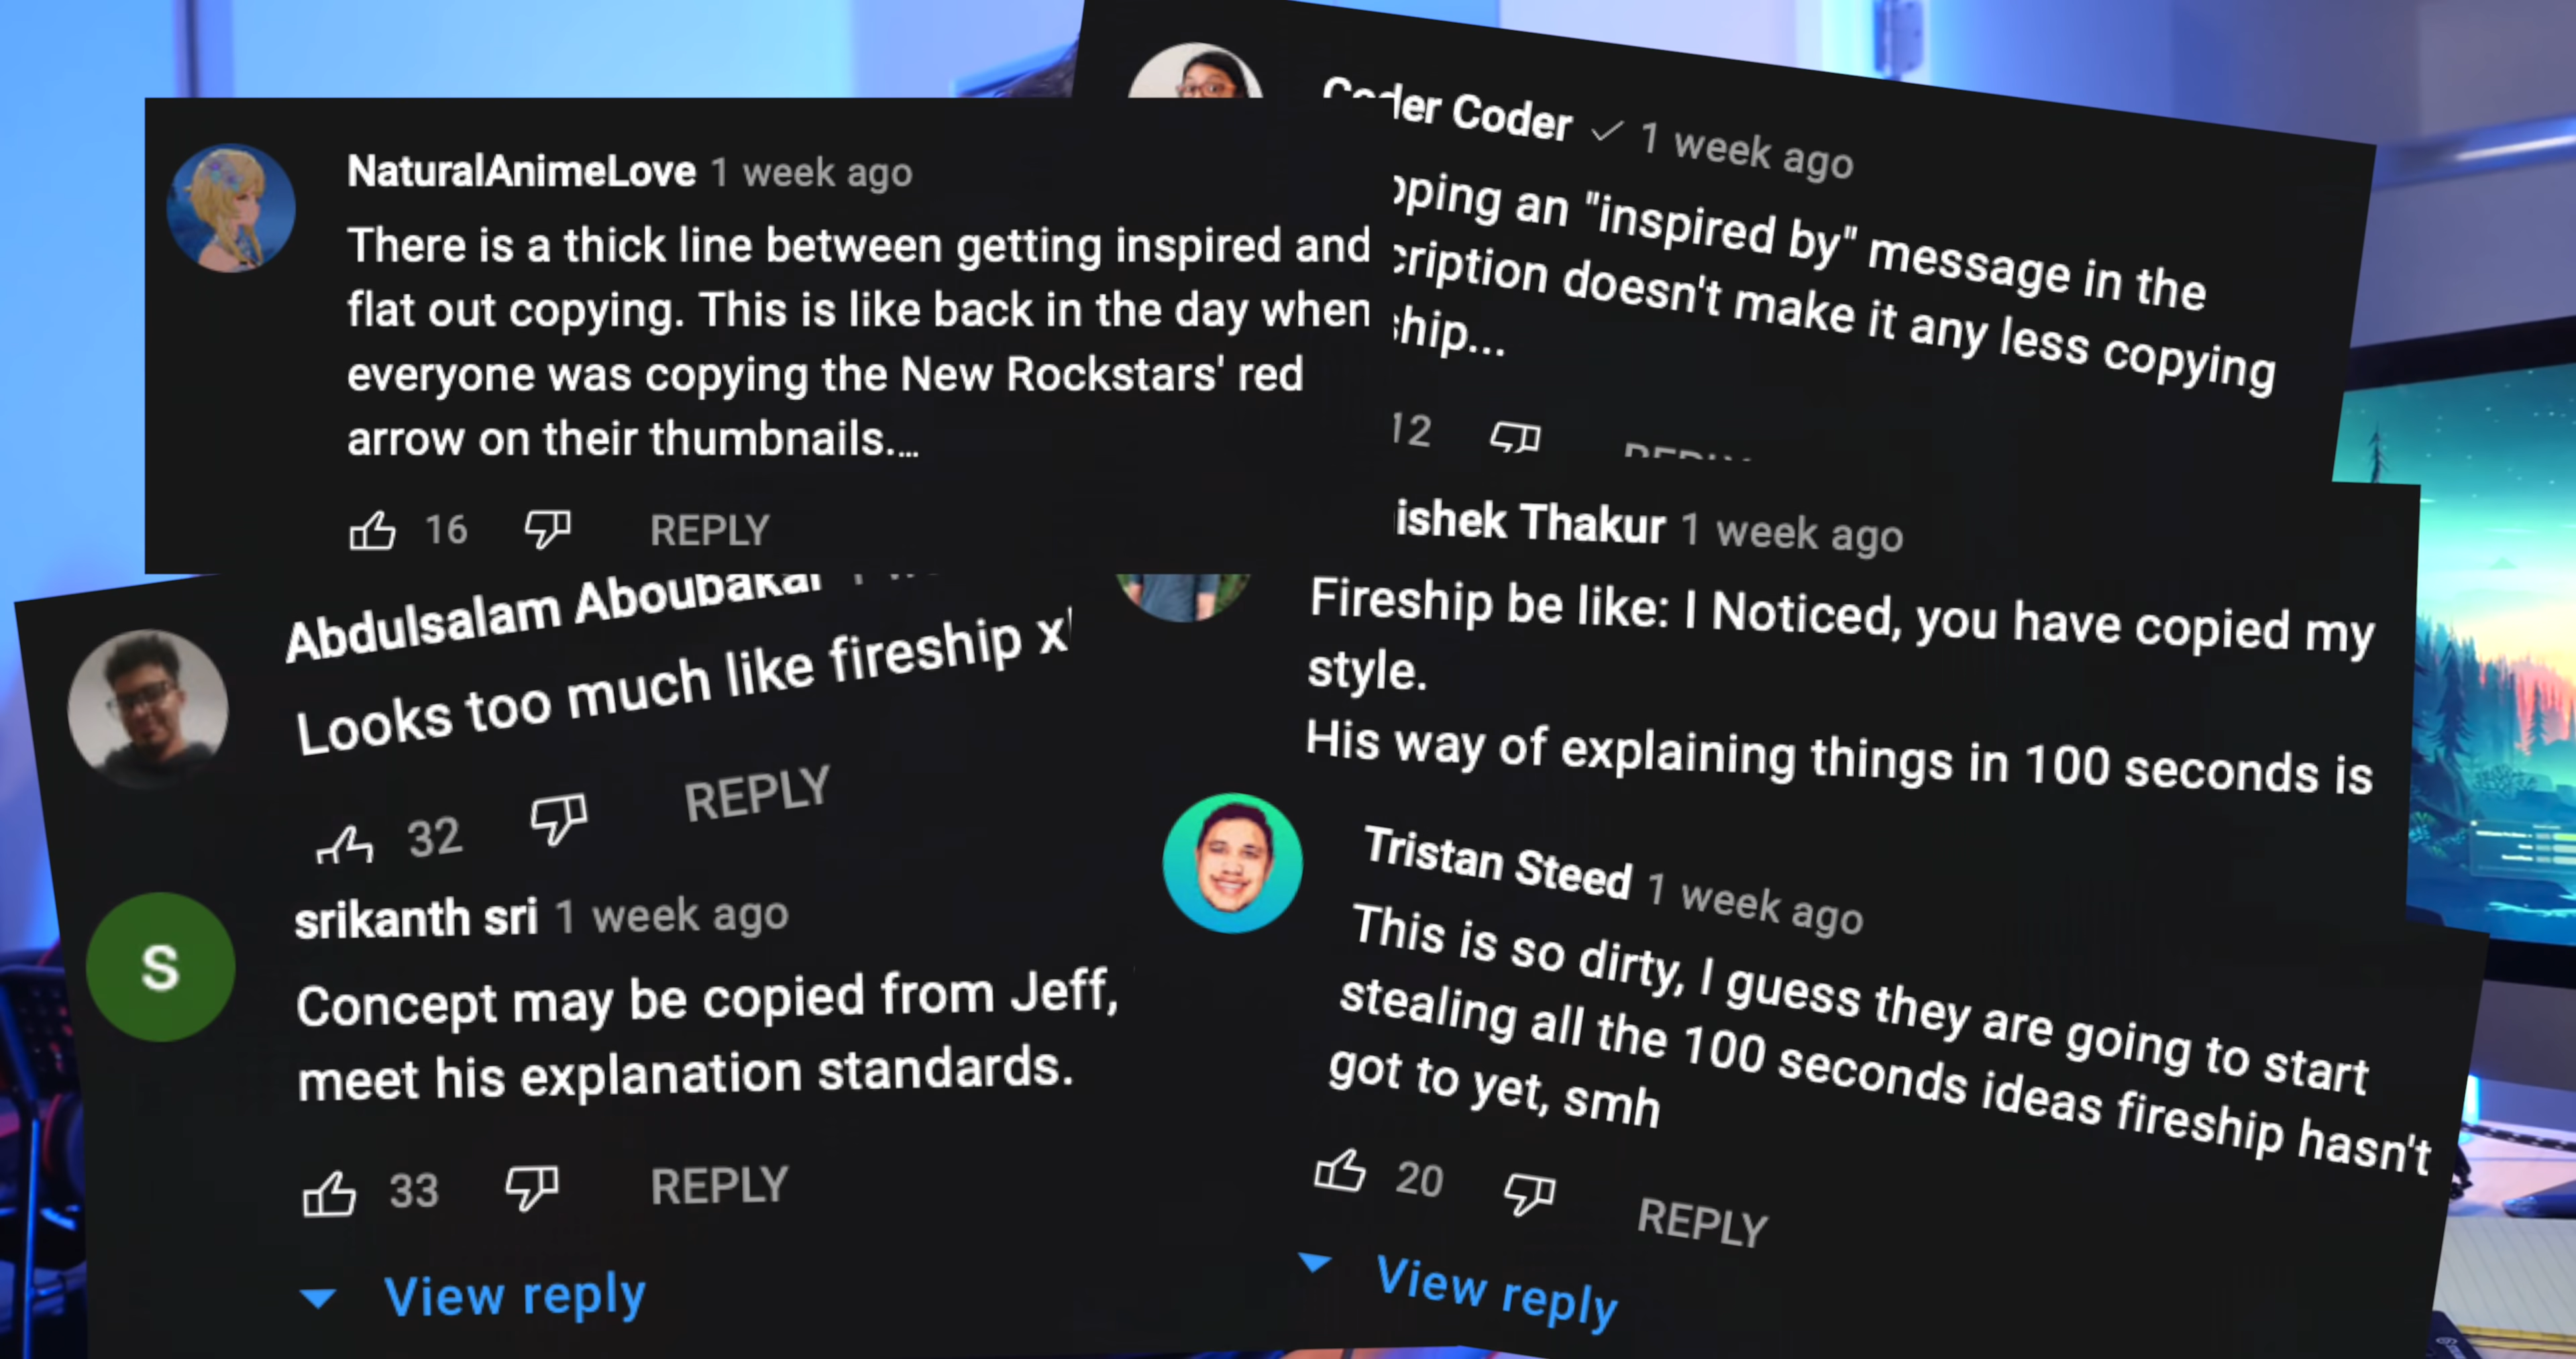 NaturalAnimeLove 1 week ago
There is a thick line between getting inspired and
flat out copying. This is like back in the day when
everyone was copying the New Rockstars' red
arrow on their thumbnails....
16 REPLY
Coder Coder 1 week ago
an "inspired by" message in the
doesn't make it any less copying
12
Thakur 1 week ago
Fireship be like: I Noticed, you have copied my
style.
His way of explaining things in 100 seconds is
Abdulsalam Aboubakar
Looks too much like fireship
32 REPLY
S
srikanth sri 1 week ago
Concept may be copied from Jeff,
meet his explanation standards.
33 REPLY
View reply
Tristan Steed 1 week ago
This is so dirty, I guess they are going to start
stealing all the 100 seconds ideas fireship hasn't
got to yet, smh
20 REPLY
View reply